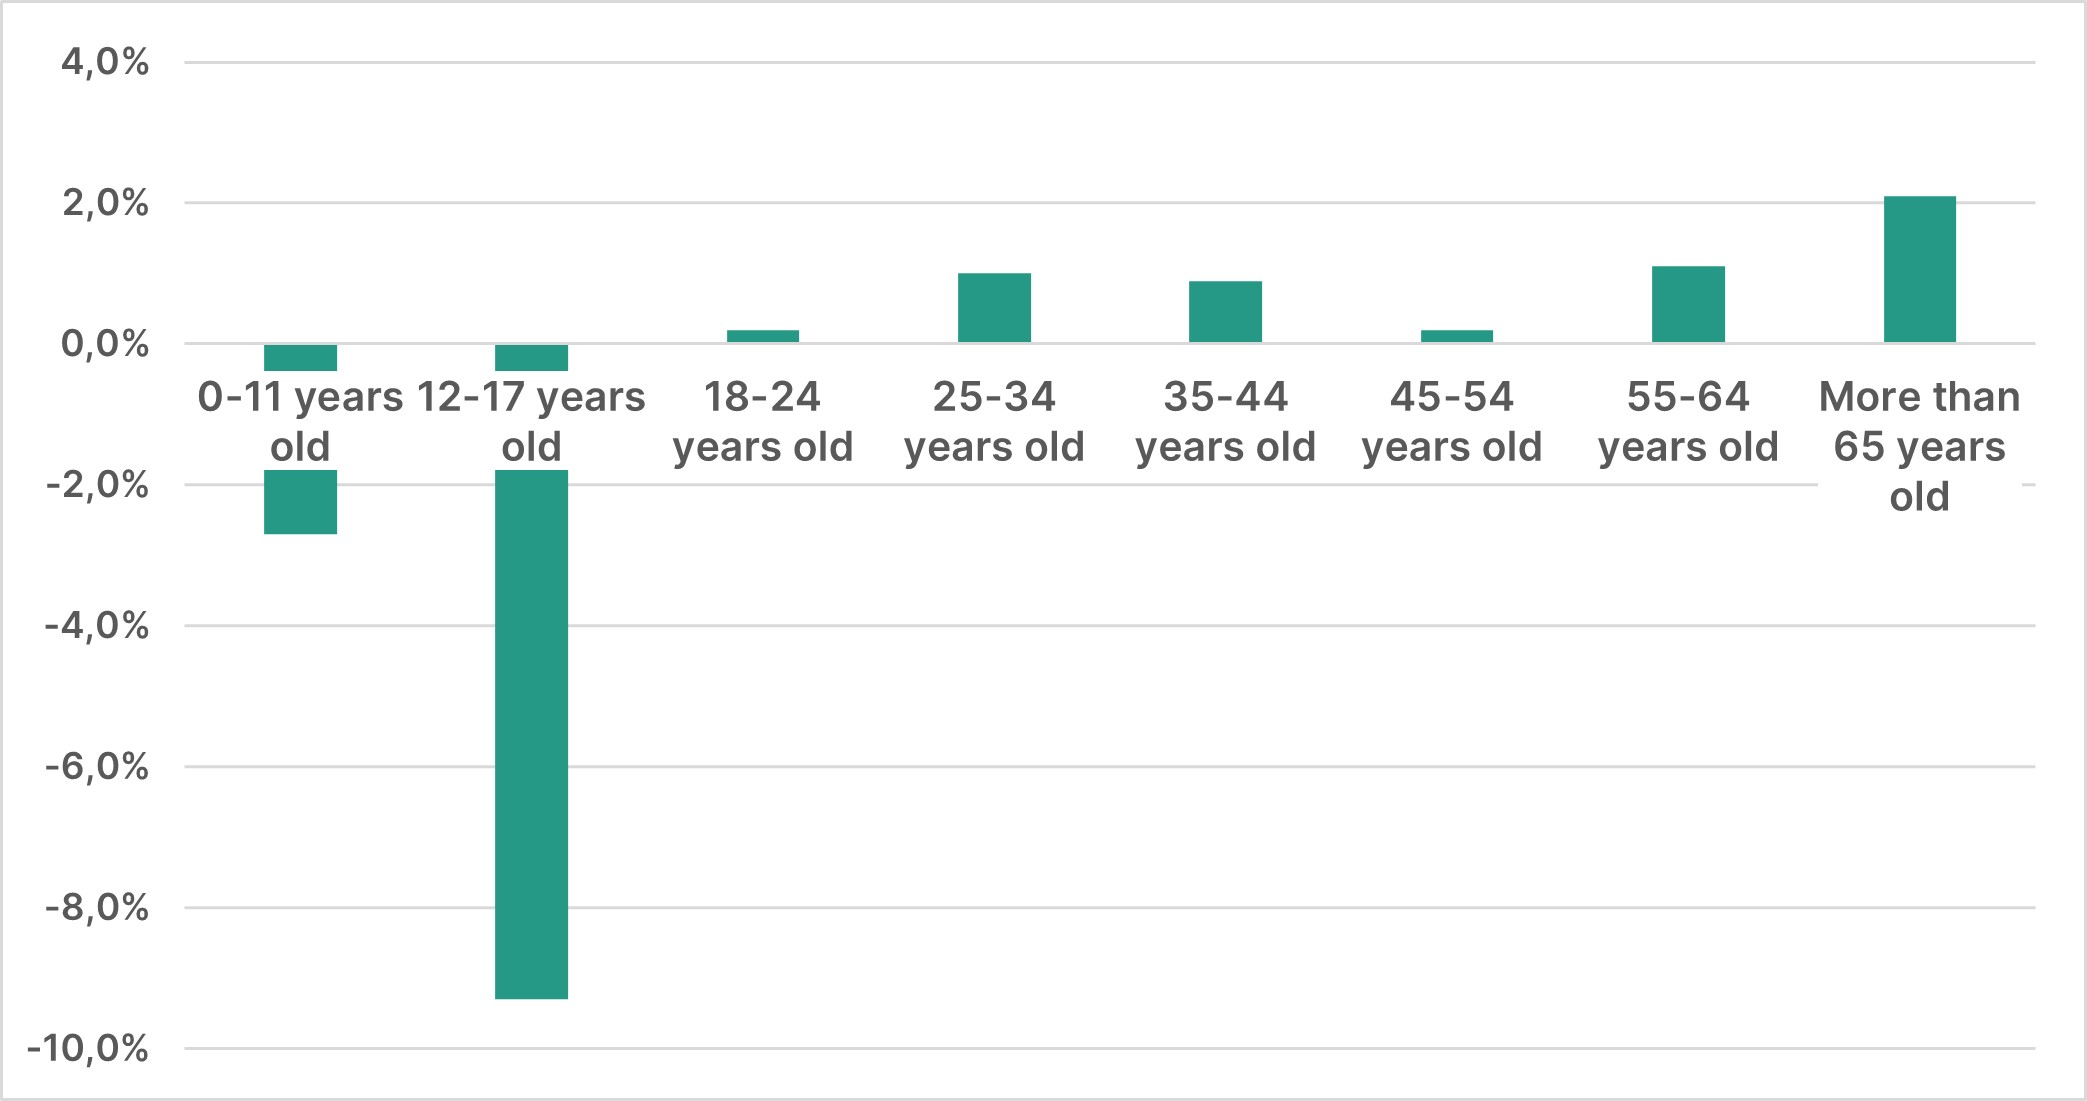 4,0%
2,0%
0,0%
0-11 years
old
12-17 years
old
18-24
years old
25-34
years old
35-44
years old
45-54
years old
55-64
years old
More than
65 years
old
-2,0%
-4,0%
-6,0%
-8,0%
-10,0%